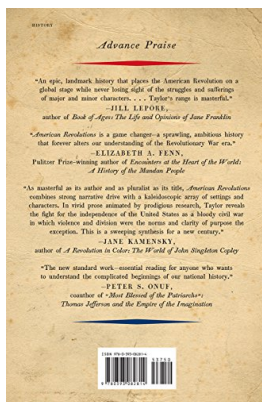 HISTORY
Advance Praise
"An epic, landmark history that places the American Revolution on a
global stage while never losing sight of the struggles and sufferings
of major and minor characters. . . . Taylor's range is masterful."
—JILL LEPORE,
author of Book of Ages: The Life and Opinions of Jane Franklin
"American Revolutions is a game changer—a sprawling, ambitious history
that forever alters our understanding of the Revolutionary War era."
—ELIZABETH A. FENN,
Pulitzer Prize-winning author of Encounters at the Heart of the World:
A History of the Mandan People
"As masterful as its author and as pluralist as its title, American Revolutions
combines strong narrative drive with a kaleidoscopic array of settings and
characters. In vivid prose animated by prodigious research, Taylor reveals
the fight for the independence of the United States as a bloody civil war
in which violence and division were the norms and clarity of purpose the
exception. This is a sweeping synthesis for a new century."
—JANE KAMENSKY,
author of A Revolution in Color: The World of John Singleton Copley
"The new standard work—essential reading for anyone who wants
to understand the complicated beginnings of our national history."
—PETER S. ONUF,
coauthor of "Most Blessed of the Patriarchs":
Thomas Jefferson and the Empire of the Imagination
ISBN 978-0-393-08281-4
53750
9 780393 082814